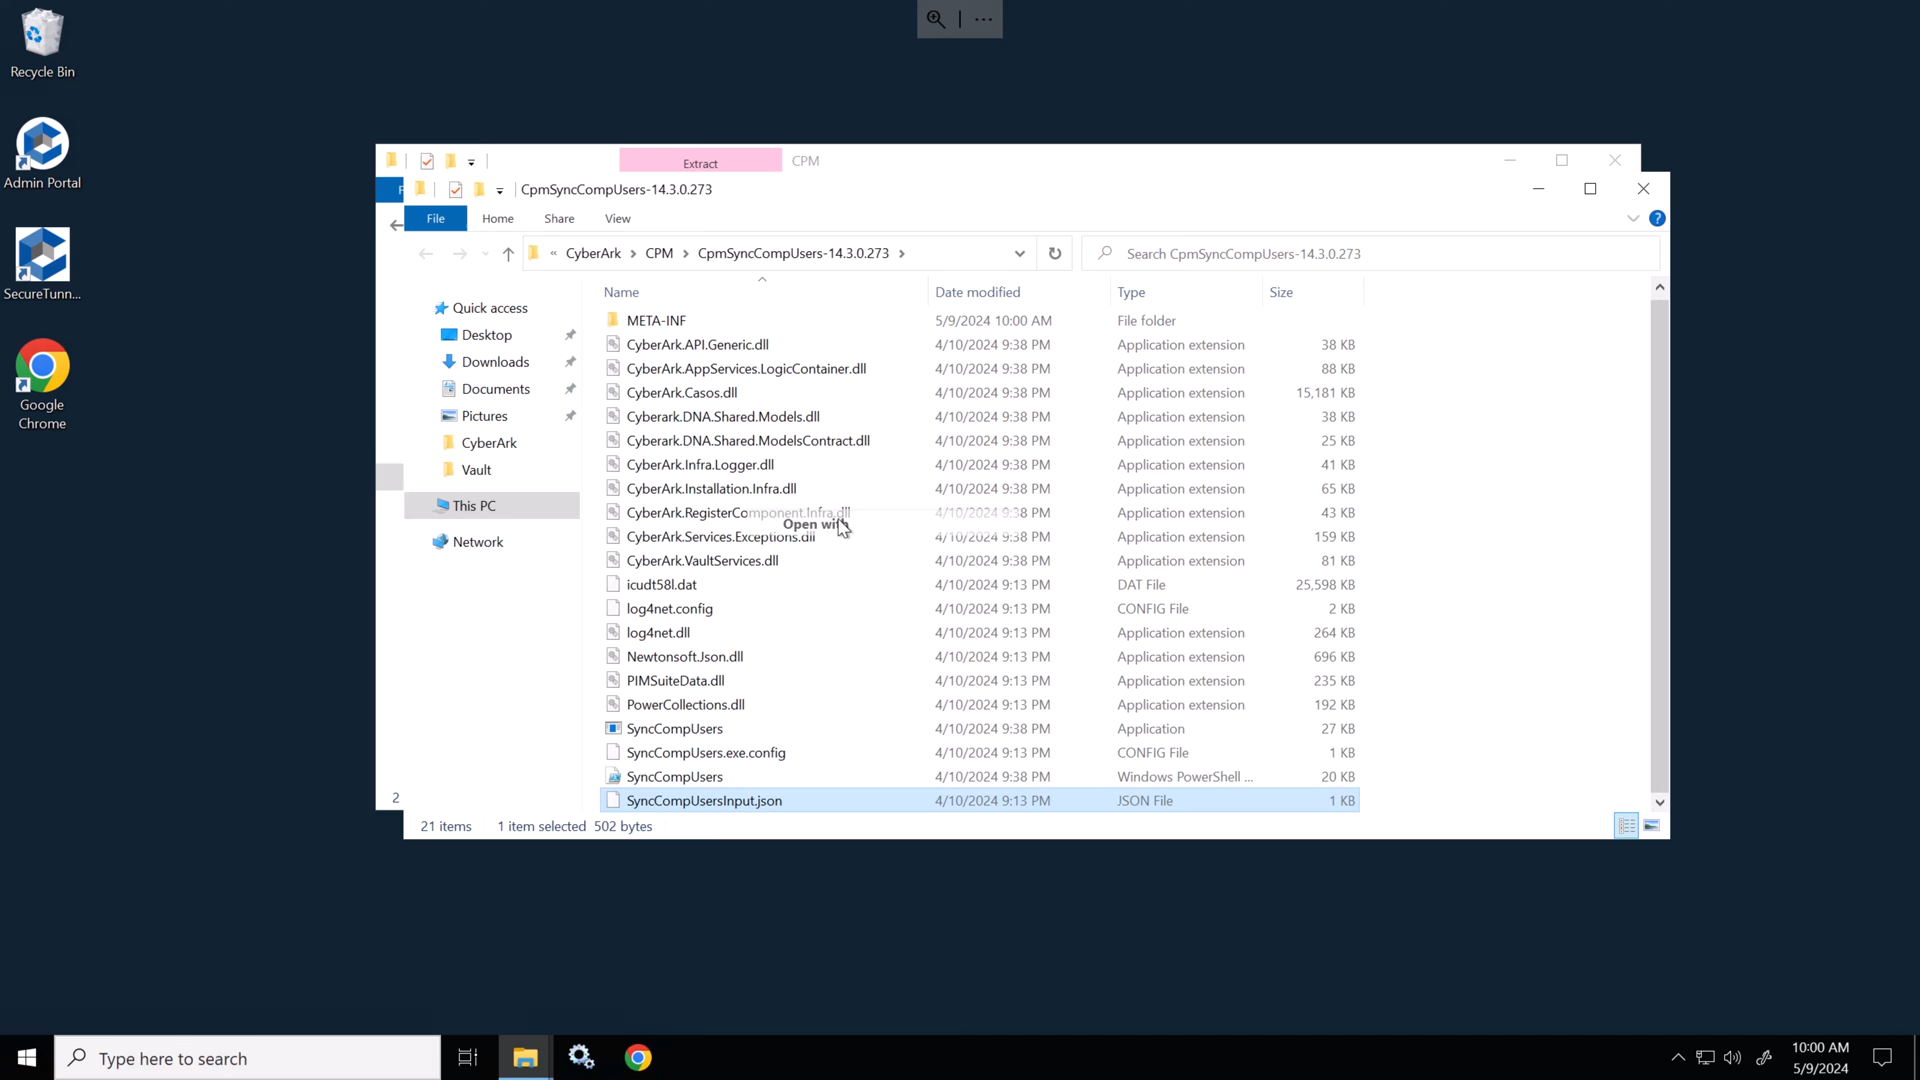 Recycle Bin
Admin Portal
SecureTunn...
Google
Chrome
Extract
CPM
CpmSyncCompUsers-14.3.0.273
File
Home
Share
View
« CyberArk > CPM > CpmSyncCompUsers-14.3.0.273 >
Search CpmSyncCompUsers-14.3.0.273
Quick access
Desktop
Downloads
Documents
Pictures
CyberArk
Vault
This PC
Network
Name Date modified Type Size
META-INF 5/9/2024 10:00 AM File folder
CyberArk.API.Generic.dll 4/10/2024 9:38 PM Application extension 38 KB
CyberArk.AppServices.LogicContainer.dll 4/10/2024 9:38 PM Application extension 88 KB
CyberArk.Casos.dll 4/10/2024 9:38 PM Application extension 15,181 KB
Cyberark.DNA.Shared.Models.dll 4/10/2024 9:38 PM Application extension 38 KB
Cyberark.DNA.Shared.ModelsContract.dll 4/10/2024 9:38 PM Application extension 25 KB
CyberArk.Infra.Logger.dll 4/10/2024 9:38 PM Application extension 41 KB
CyberArk.Installation.Infra.dll 4/10/2024 9:38 PM Application extension 65 KB
CyberArk.RegisterComponent.Infra.dll 4/10/2024 9:38 PM Application extension 43 KB
Open with
CyberArk.Services.Exceptions.dll 4/10/2024 9:38 PM Application extension 159 KB
CyberArk.VaultServices.dll 4/10/2024 9:38 PM Application extension 81 KB
icudt58l.dat 4/10/2024 9:13 PM DAT File 25,598 KB
log4net.config 4/10/2024 9:13 PM CONFIG File 2 KB
log4net.dll 4/10/2024 9:13 PM Application extension 264 KB
Newtonsoft.Json.dll 4/10/2024 9:13 PM Application extension 696 KB
PIMSuiteData.dll 4/10/2024 9:13 PM Application extension 235 KB
PowerCollections.dll 4/10/2024 9:13 PM Application extension 192 KB
SyncCompUsers 4/10/2024 9:38 PM Application 27 KB
SyncCompUsers.exe.config 4/10/2024 9:13 PM CONFIG File 1 KB
SyncCompUsers 4/10/2024 9:38 PM Windows PowerShell ... 20 KB
SyncCompUsersInput.json 4/10/2024 9:13 PM JSON File 1 KB
2
21 items 1 item selected 502 bytes
Type here to search
10:00 AM
5/9/2024